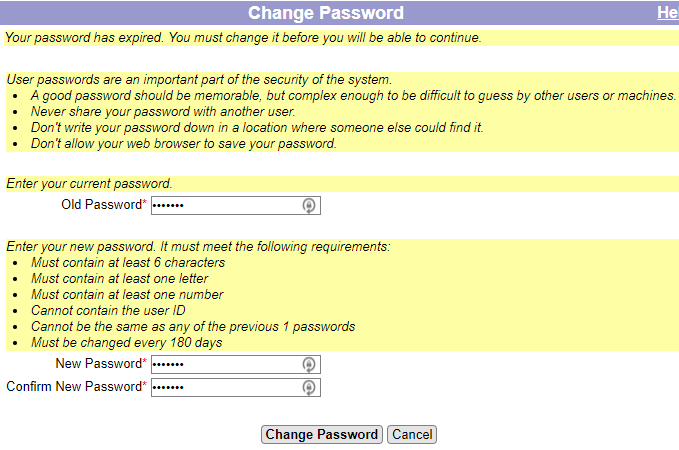 Change Password He
Your password has expired. You must change it before you will be able to continue.
User passwords are an important part of the security of the system.
• A good password should be memorable, but complex enough to be difficult to guess by other users or machines.
• Never share your password with another user.
• Don't write your password down in a location where someone else could find it.
• Don't allow your web browser to save your password.
Enter your current password.
Old Password* •••••••
Enter your new password. It must meet the following requirements:
• Must contain at least 6 characters
• Must contain at least one letter
• Must contain at least one number
• Cannot contain the user ID
• Cannot be the same as any of the previous 1 passwords
• Must be changed every 180 days
New Password* •••••••
Confirm New Password* •••••••
Change Password Cancel